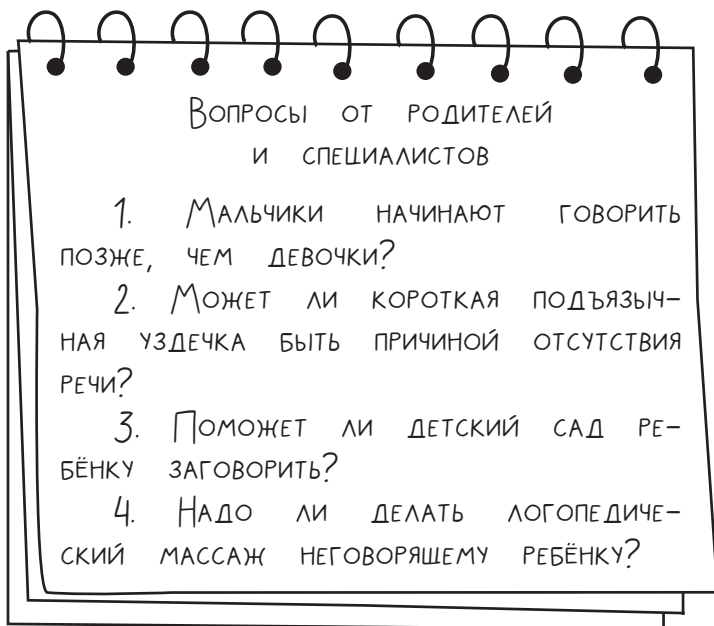 Вопросы от родителей
и специалистов
1. Мальчики начинают говорить
позже, чем девочки?
2. Может ли короткая подъязыч-
ная уздечка быть причиной отсутствия
речи?
3. Поможет ли детский сад ре-
бёнку заговорить?
4. Надо ли делать логопедиче-
ский массаж неговорящему ребёнку?